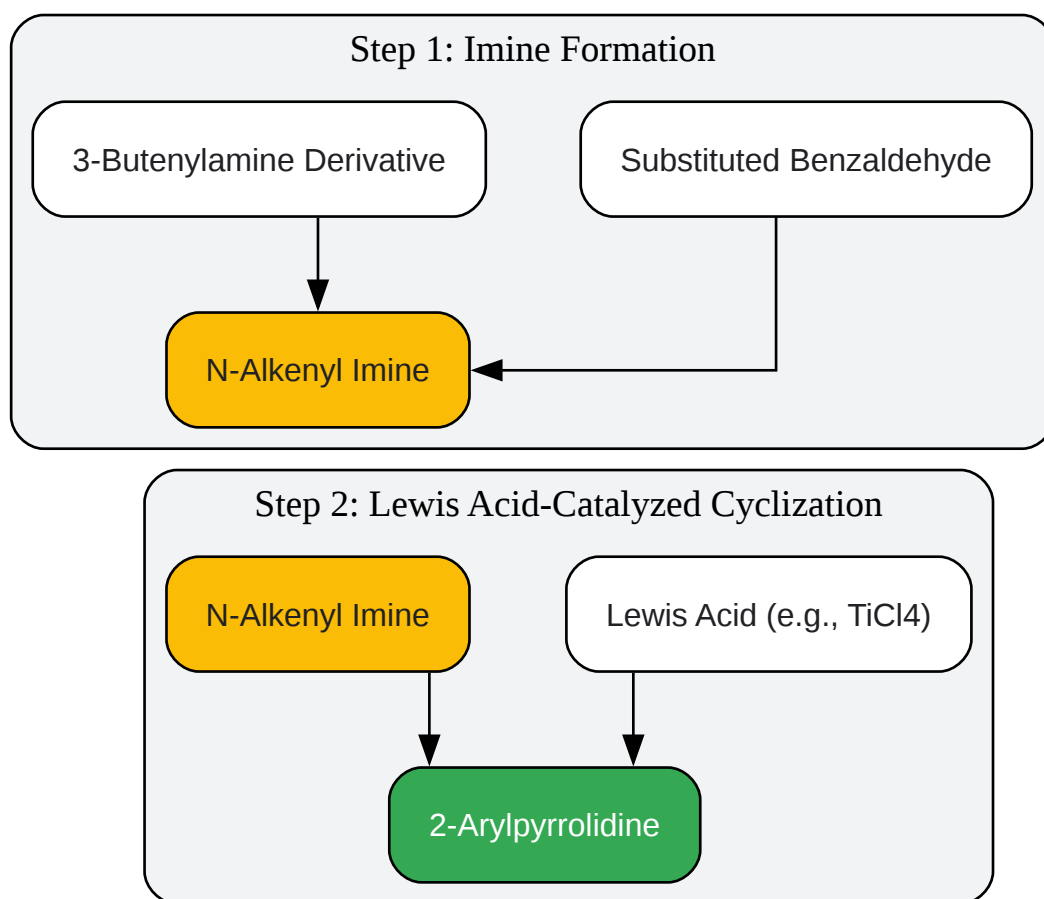 Step 1: Imine Formation
3-Butenylamine Derivative
Substituted Benzaldehyde
N-Alkenyl Imine
Step 2: Lewis Acid-Catalyzed Cyclization
N-Alkenyl Imine
Lewis Acid (e.g., TiCl4)
2-Arylpyrrolidine